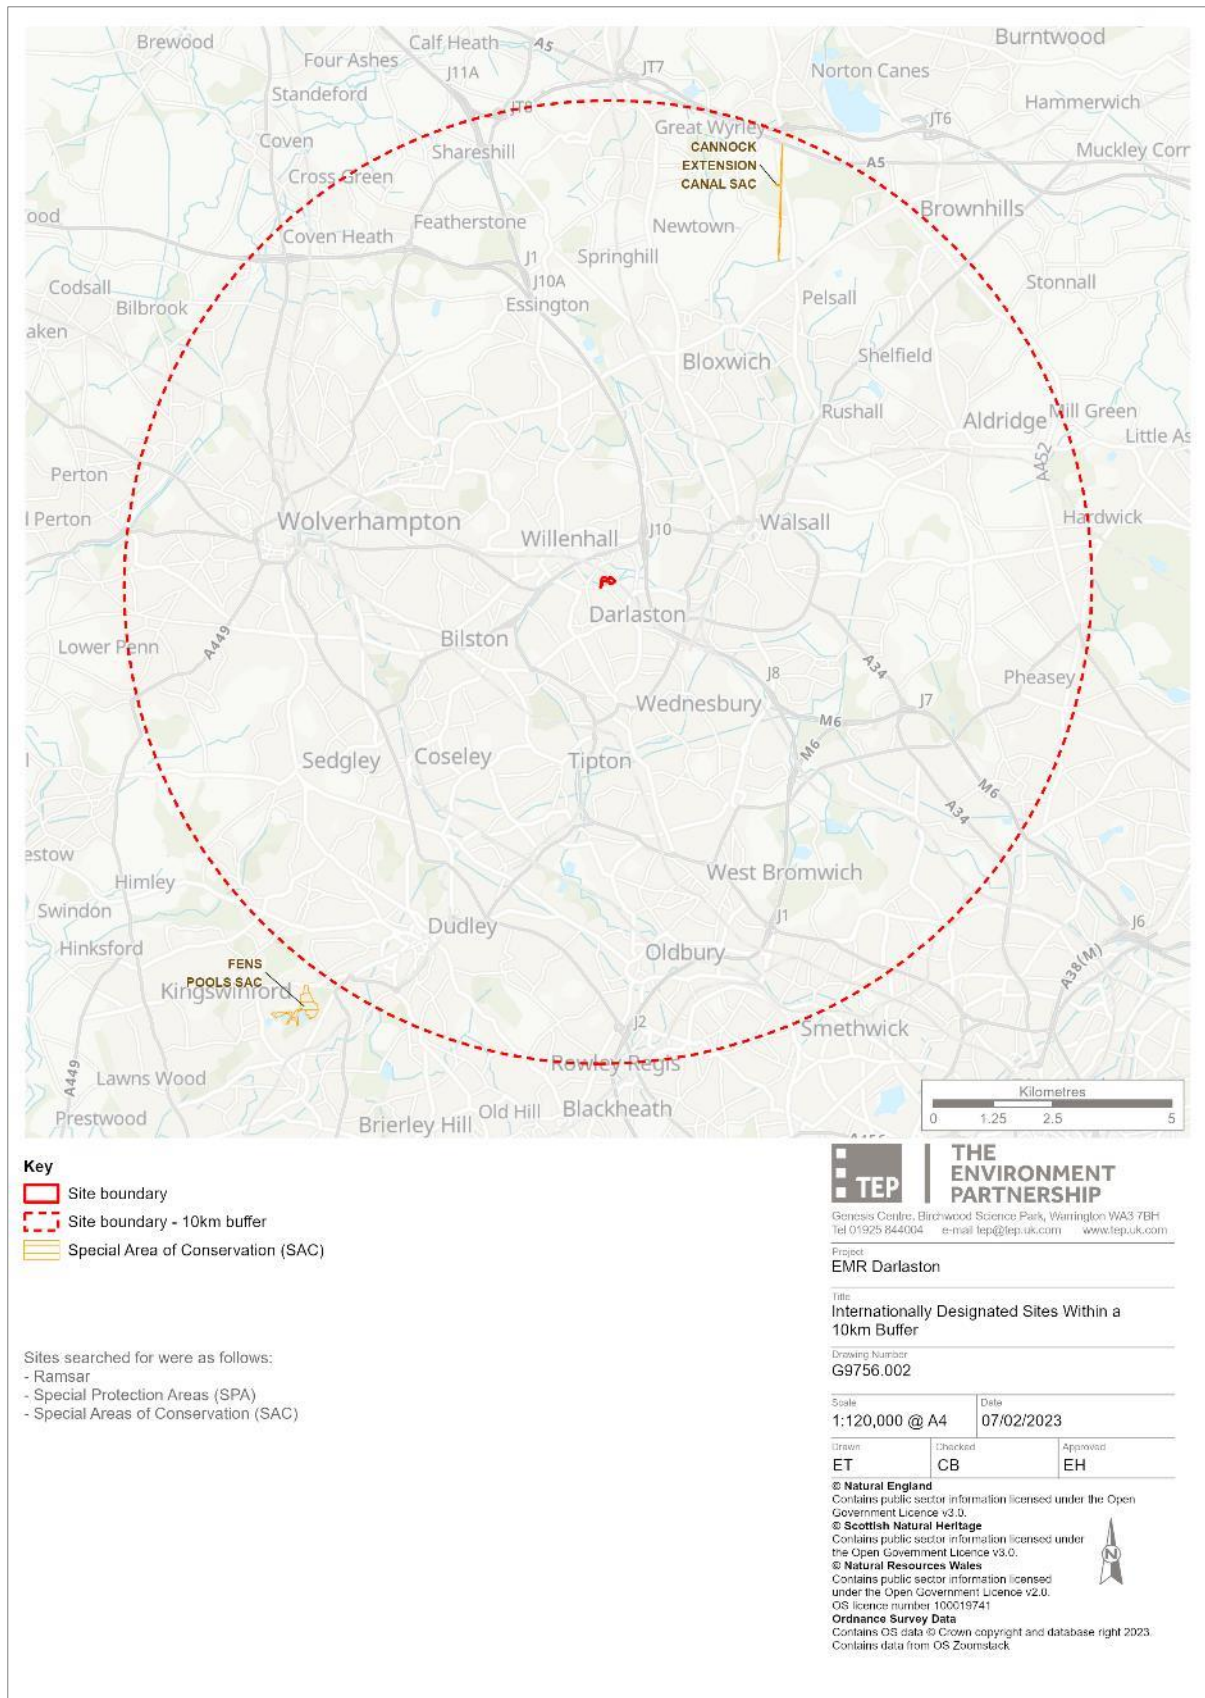 Brewood
Calf Heath
A5
Burntwood
Four Ashes
J11A
JT7
Norton Canes
Standeford
JT8
Hammerwich
Great Wyrley
JT6
Coven
Shareshill
CANNOCK
EXTENSION
CANAL SAC
A5
Muckley Corn
Cross Green
Brownhills
ood
Featherstone
Newtown
Coven Heath
J1
Springhill
Codsall
J10A
Stonnall
Bilbrook
Essington
Pelsall
aken
Bloxwich
Shelfield
Rushall
Aldridge
Mill Green
Little As
A452
Perton
Perton
Wolverhampton
Willenhall
J10
Walsall
Hardwick
Darlaston
Bilston
Lower Penn
A449
J8
A34
Pheasey
Wednesbury
J7
M6
M6
Sedgley
Coseley
Tipton
M6
A34
estow
West Bromwich
Himley
Swindon
Dudley
J1
J6
Hinksford
Oldbury
A38(M)
FENS
POOLS SAC
Kingswinford
J2
Smethwick
Rowley Regis
A449
Lawns Wood
Prestwood
Brierley Hill
Old Hill
Blackheath
Kilometres
0 1.25 2.5 5
Key
Site boundary
Site boundary - 10km buffer
Special Area of Conservation (SAC)
Sites searched for were as follows:
- Ramsar
- Special Protection Areas (SPA)
- Special Areas of Conservation (SAC)
TEP
THE
ENVIRONMENT
PARTNERSHIP
Genesis Centre, Birchwood Science Park, Warrington WA3 7BH
Tel 01925 844004 e-mail tep@tep.uk.com www.tep.uk.com
Project
EMR Darlaston
Title
Internationally Designated Sites Within a
10km Buffer
Drawing Number
G9756.002
Scale
1:120,000 @ A4
Date
07/02/2023
Drawn
ET
Checked
CB
Approved
EH
© Natural England
Contains public sector information licensed under the Open
Government Licence v3.0.
© Scottish Natural Heritage
Contains public sector information licensed under
the Open Government Licence v3.0.
© Natural Resources Wales
Contains public sector information licensed
under the Open Government Licence v2.0.
OS licence number 100019741
Ordnance Survey Data
Contains OS data © Crown copyright and database right 2023.
Contains data from OS Zoomstack
N